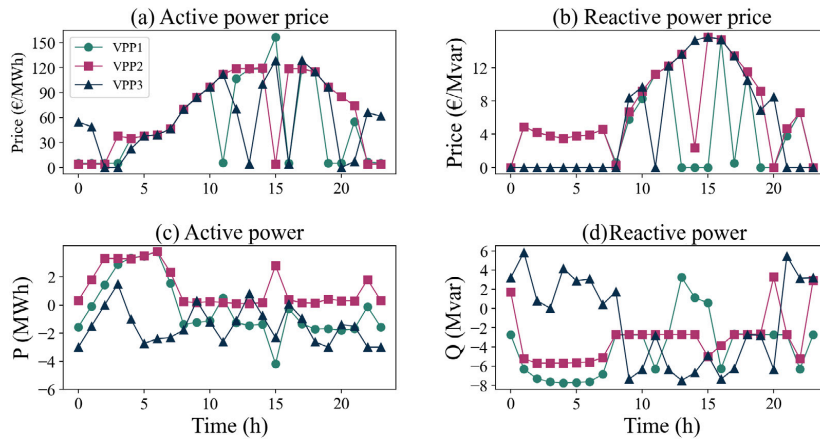 (a) Active power price
Price (€/MWh)
150
120
90
60
30
0
VPP1
VPP2
VPP3
0 5 10 15 20
(b) Reactive power price
Price (€/Mvar)
12
8
4
0
0 5 10 15 20
(c) Active power
P (MWh)
2
0
−2
−4
−6
0 5 10 15 20
Time (h)
(d)Reactive power
Q (Mvar)
6
4
2
0
−2
−4
−6
−8
0 5 10 15 20
Time (h)